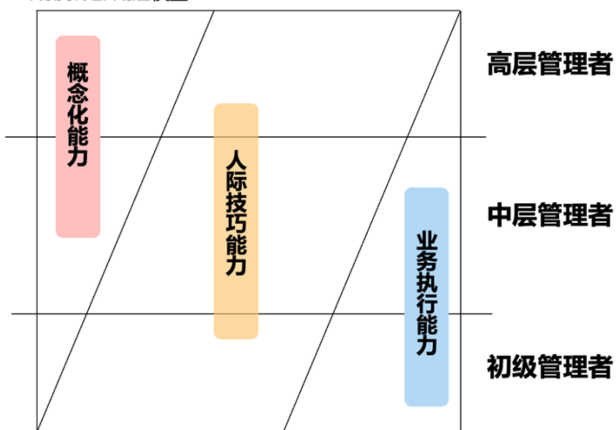 高层管理者
概念化能力
人际技巧能力
中层管理者
业务执行能力
初级管理者